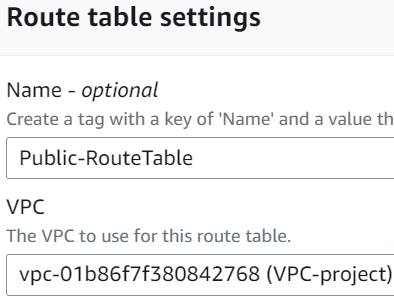 Route table settings
Name - optional
Create a tag with a key of 'Name' and a value th
Public-RouteTable
VPC
The VPC to use for this route table.
vpc-01b86f7f380842768 (VPC-project)